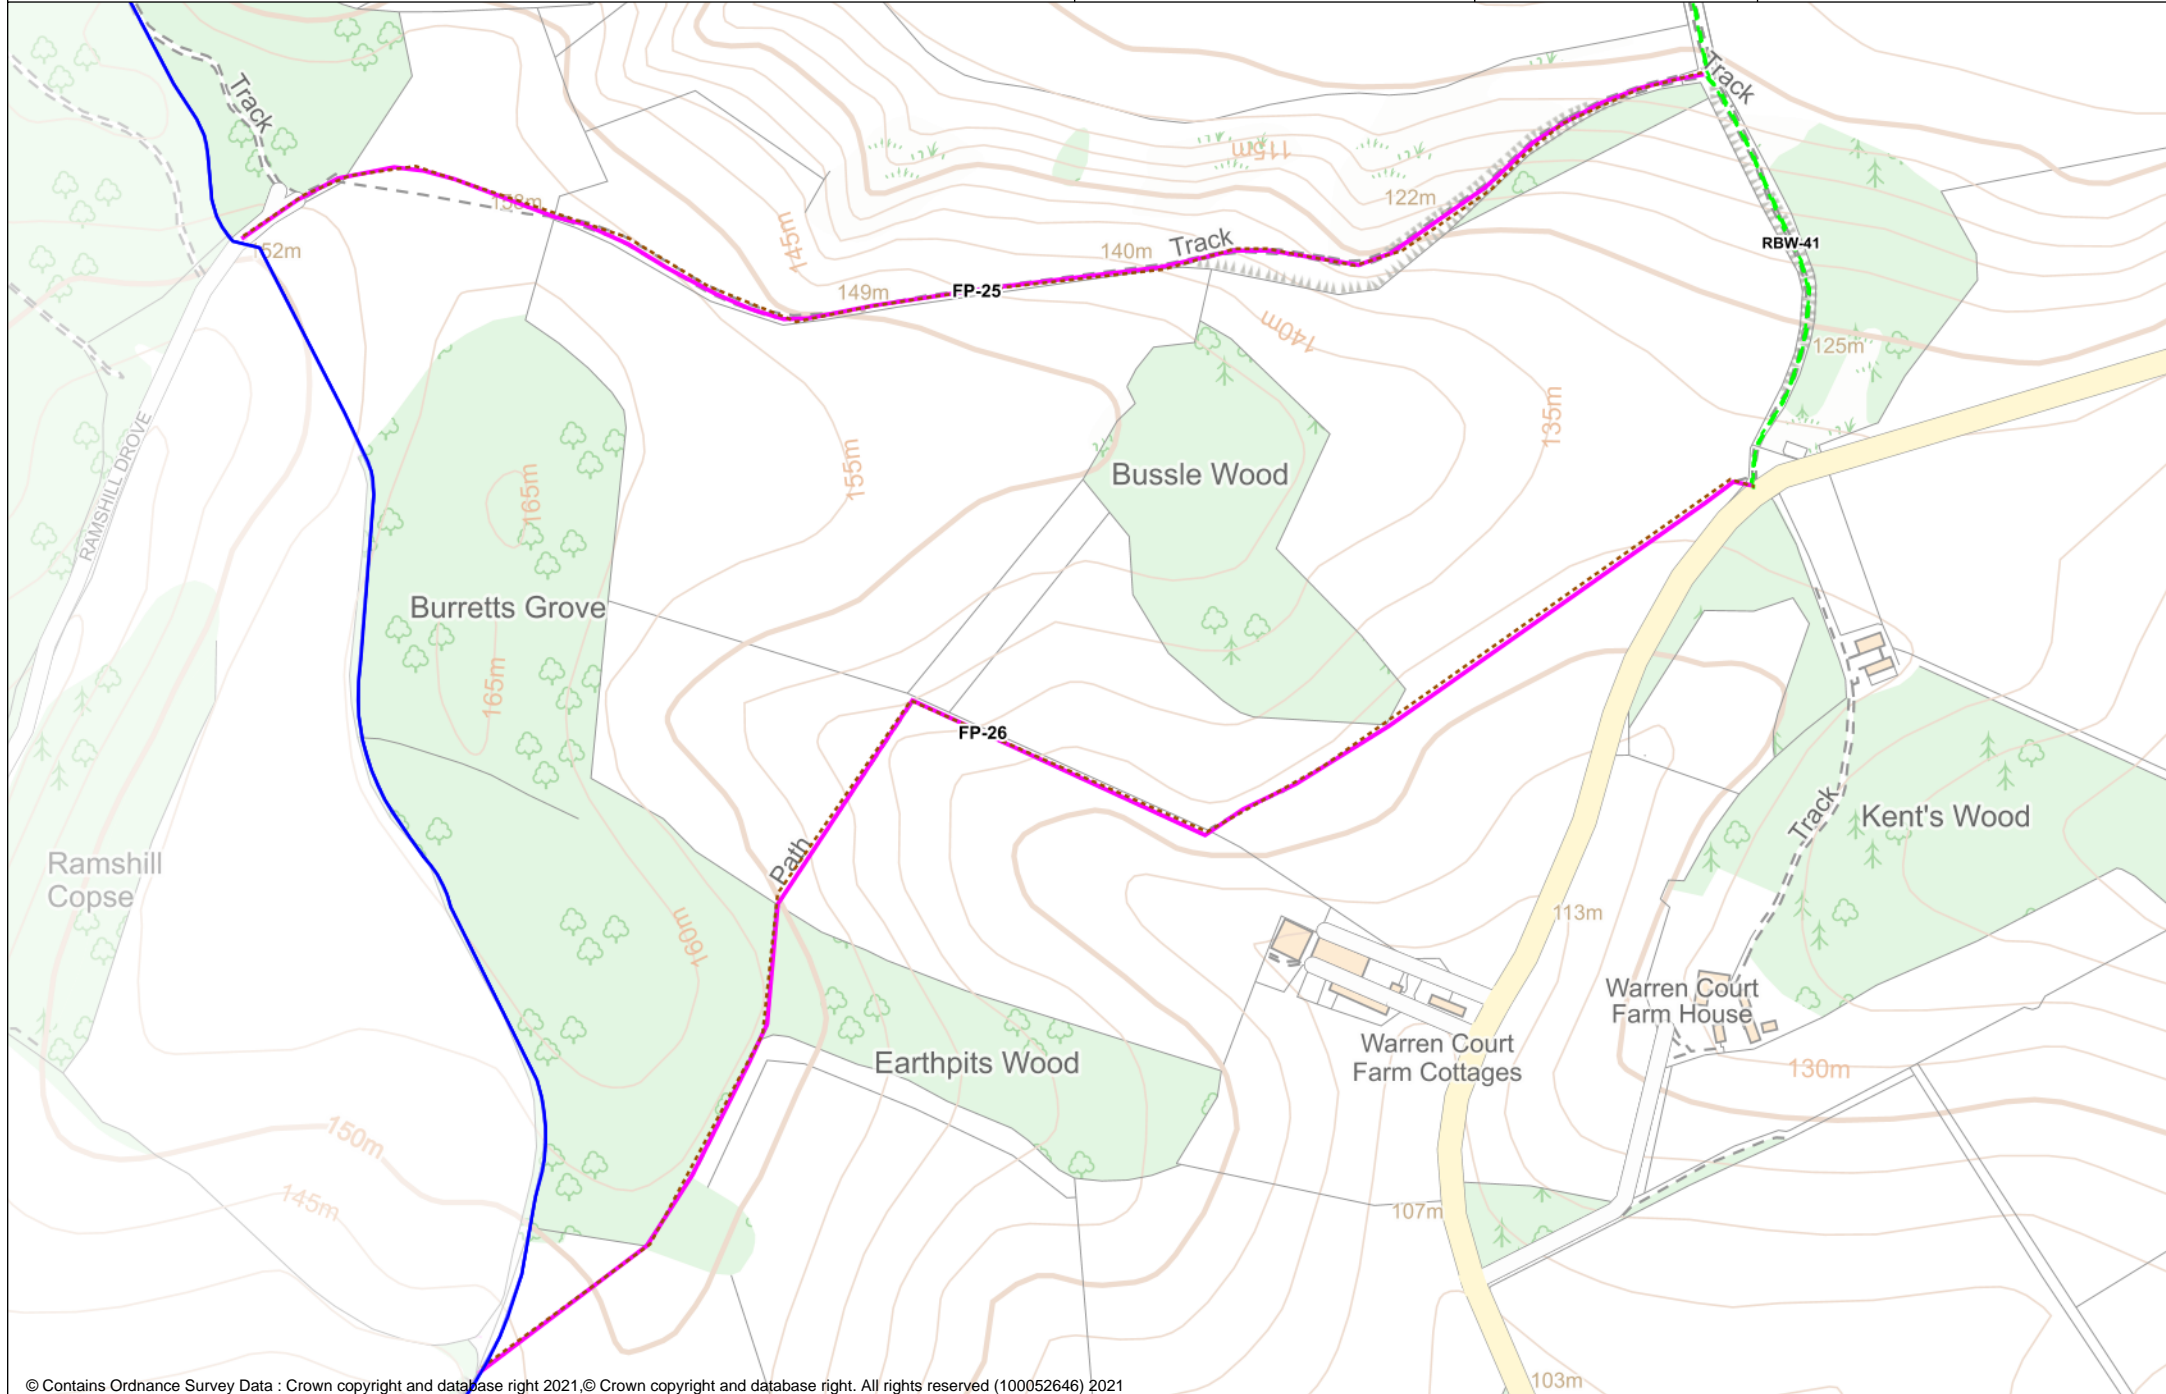 Track
Track
115m
122m
158m
145m
RBW-41
152m
140m
Track
149m
FP-25
140m
125m
135m
155m
Bussle Wood
165m
RAMSHILL DROVE
Burretts Grove
165m
FP-26
Path
Track
Kent's Wood
Ramshill
Copse
160m
113m
Warren Court
Farm House
Earthpits Wood
Warren Court
Farm Cottages
130m
150m
145m
107m
103m
© Contains Ordnance Survey Data : Crown copyright and database right 2021,© Crown copyright and database right. All rights reserved (100052646) 2021